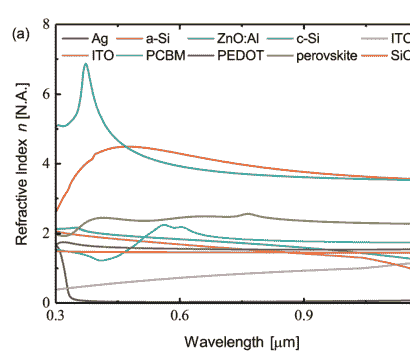 (a)
Ag a-Si ZnO:Al c-Si ITO
ITO PCBM PEDOT perovskite SiO
Refractive Index n [N.A.]
8
6
4
2
0
0.3 0.6 0.9
Wavelength [μm]